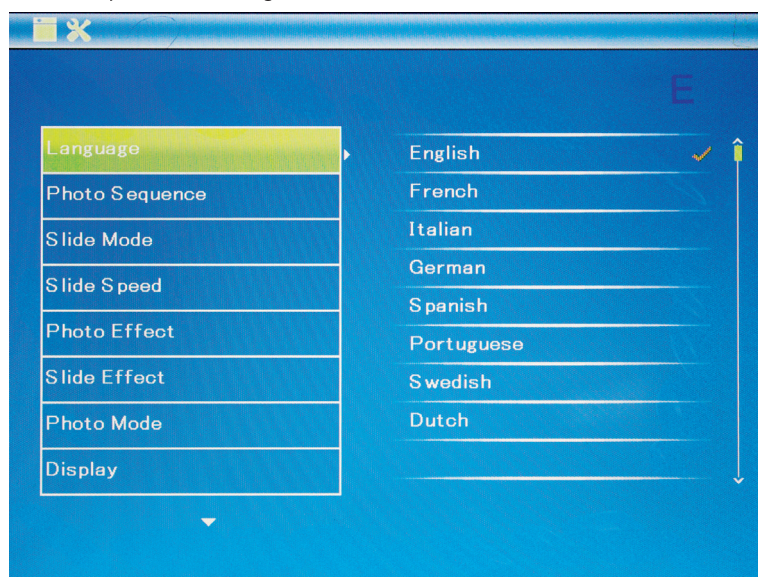 E
Language
Photo Sequence
Slide Mode
Slide Speed
Photo Effect
Slide Effect
Photo Mode
Display
English
French
Italian
German
Spanish
Portuguese
Swedish
Dutch